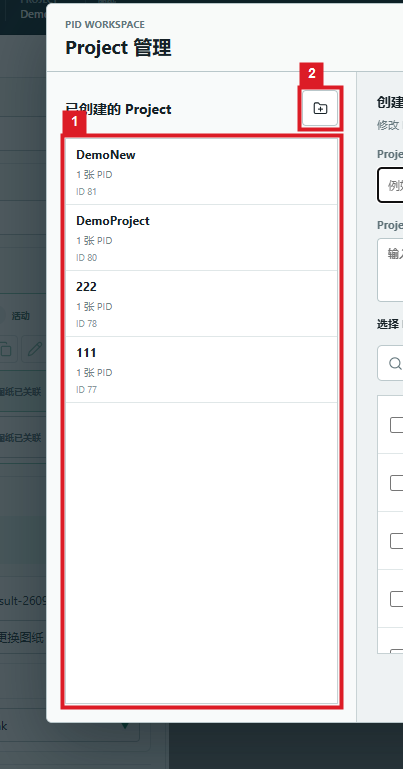 Demo
PID WORKSPACE
Project 管理
2
已创建的 Project
1
DemoNew
1 张 PID
ID 81
DemoProject
1 张 PID
ID 80
222
1 张 PID
ID 78
111
1 张 PID
ID 77
创建
修改
Proje
例如
Proje
输入
选择
活动
图纸已关联
图纸已关联
sult-2609
更换图纸
nk